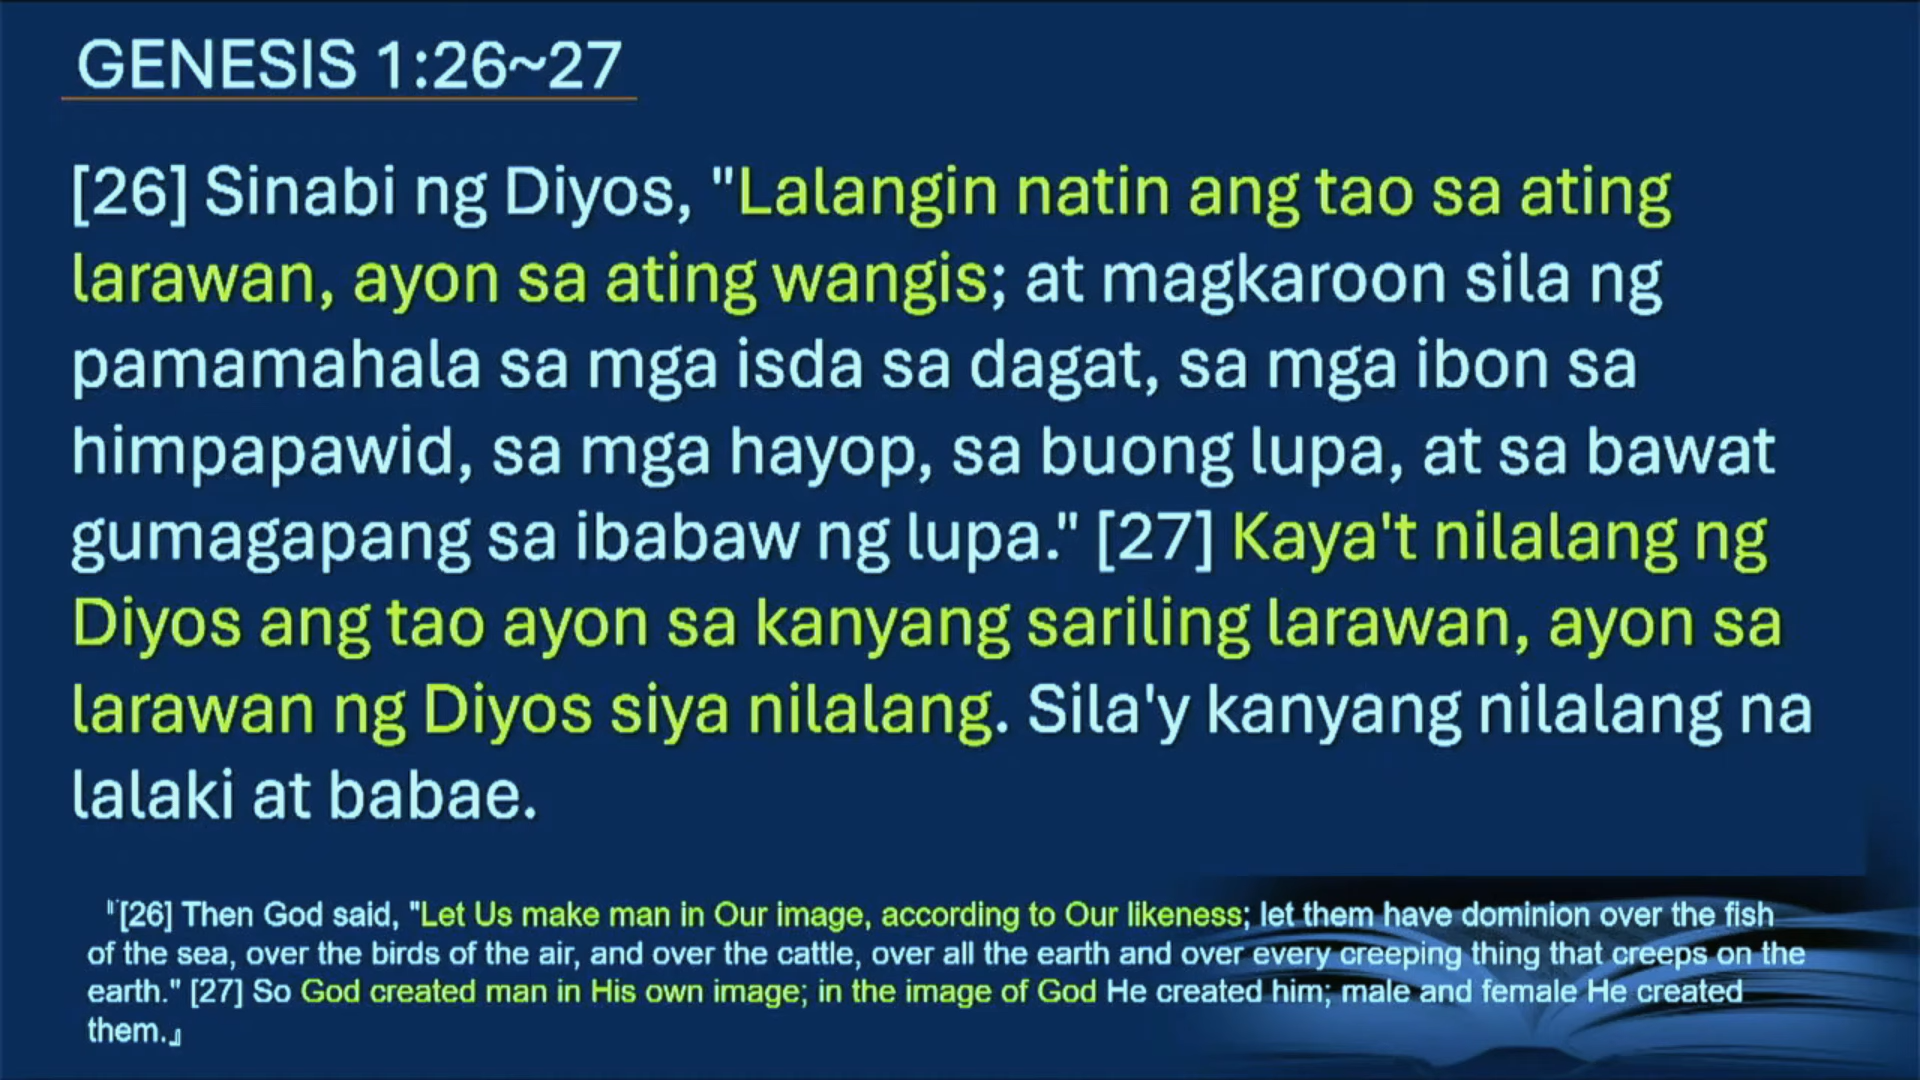 GENESIS 1:26~27
[26] Sinabi ng Diyos, "Lalangin natin ang tao sa ating
larawan, ayon sa ating wangis; at magkaroon sila ng
pamamahala sa mga isda sa dagat, sa mga ibon sa
himpapawid, sa mga hayop, sa buong lupa, at sa bawat
gumagapang sa ibabaw ng lupa." [27] Kaya't nilalang ng
Diyos ang tao ayon sa kanyang sariling larawan, ayon sa
larawan ng Diyos siya nilalang. Sila'y kanyang nilalang na
lalaki at babae.
『[26] Then God said, "Let Us make man in Our image, according to Our likeness; let them have dominion over the fish
of the sea, over the birds of the air, and over the cattle, over all the earth and over every creeping thing that creeps on the
earth." [27] So God created man in His own image; in the image of God He created him; male and female He created
them.』